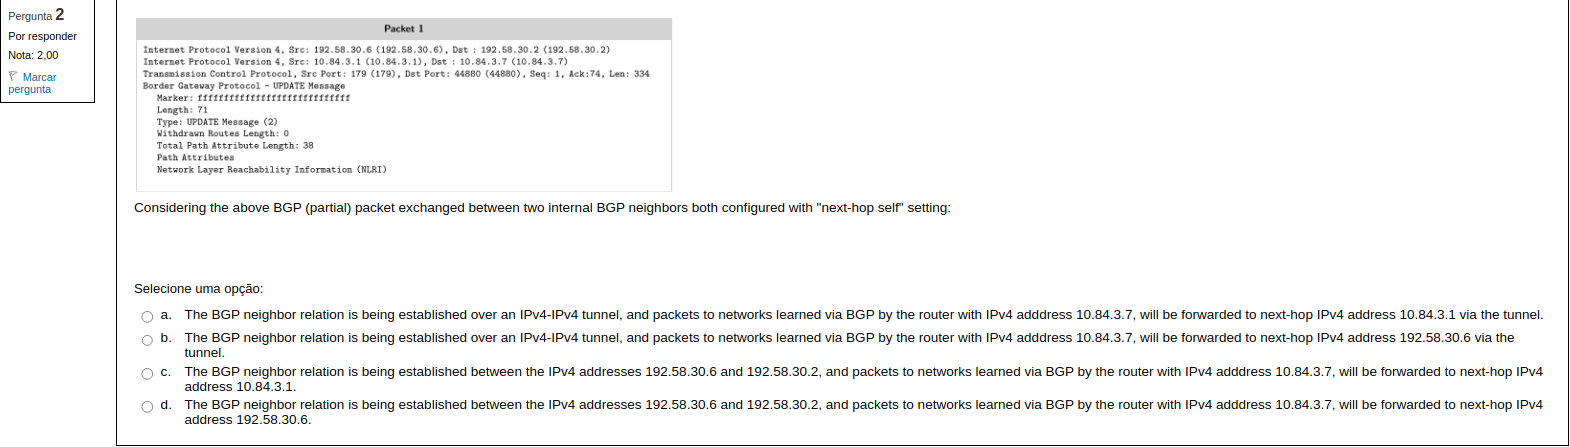 Pergunta 2
Por responder
Nota: 2,00
Marcar
pergunta
Packet 1
Internet Protocol Version 4, Src: 192.58.30.6 (192.58.30.6), Dst : 192.58.30.2 (192.58.30.2)
Internet Protocol Version 4, Src: 10.84.3.1 (10.84.3.1), Dst : 10.84.3.7 (10.84.3.7)
Transmission Control Protocol, Src Port: 179 (179), Dst Port: 44880 (44880), Seq: 1, Ack:74, Len: 334
Border Gateway Protocol - UPDATE Message
Marker: ffffffffffffffffffffffffffffff
Length: 71
Type: UPDATE Message (2)
Withdrawn Routes Length: 0
Total Path Attribute Length: 38
Path Attributes
Network Layer Reachability Information (NLRI)
Considering the above BGP (partial) packet exchanged between two internal BGP neighbors both configured with "next-hop self" setting:
Selecione uma opção:
a. The BGP neighbor relation is being established over an IPv4-IPv4 tunnel, and packets to networks learned via BGP by the router with IPv4 adddress 10.84.3.7, will be forwarded to next-hop IPv4 address 10.84.3.1 via the tunnel.
b. The BGP neighbor relation is being established over an IPv4-IPv4 tunnel, and packets to networks learned via BGP by the router with IPv4 adddress 10.84.3.7, will be forwarded to next-hop IPv4 address 192.58.30.6 via the
tunnel.
c. The BGP neighbor relation is being established between the IPv4 addresses 192.58.30.6 and 192.58.30.2, and packets to networks learned via BGP by the router with IPv4 adddress 10.84.3.7, will be forwarded to next-hop IPv4
address 10.84.3.1.
d. The BGP neighbor relation is being established between the IPv4 addresses 192.58.30.6 and 192.58.30.2, and packets to networks learned via BGP by the router with IPv4 adddress 10.84.3.7, will be forwarded to next-hop IPv4
address 192.58.30.6.